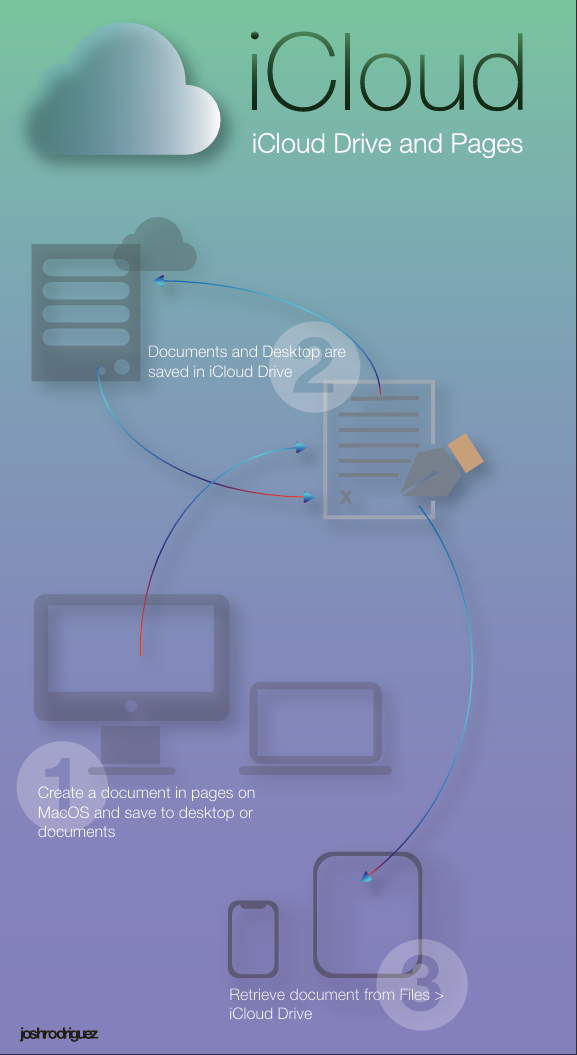 iCloud
iCloud Drive and Pages
2
Documents and Desktop are
saved in iCloud Drive
x
1
Create a document in pages on
MacOS and save to desktop or
documents
3
Retrieve document from Files >
iCloud Drive
joshrodriguez